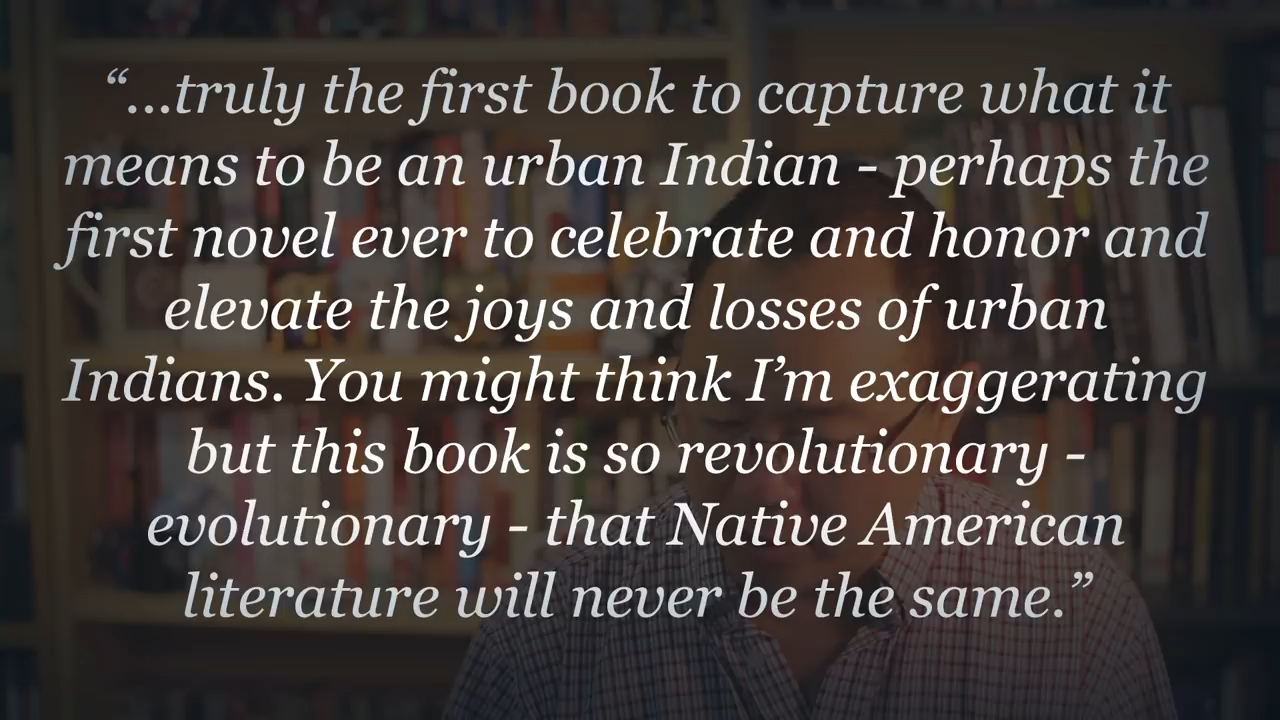 “...truly the first book to capture what it
means to be an urban Indian - perhaps the
first novel ever to celebrate and honor and
elevate the joys and losses of urban
Indians. You might think I’m exaggerating
but this book is so revolutionary -
evolutionary - that Native American
literature will never be the same.”